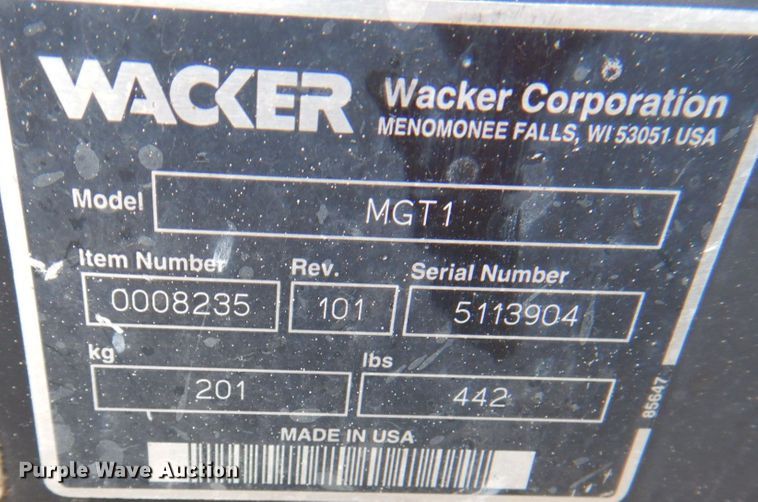 WACKER
Wacker Corporation
MENOMONEE FALLS, WI 53051 USA
Model MGT1
Item Number Rev. Serial Number
0008235 101 5113904
kg lbs
201 442
MADE IN USA
85647
Purple Wave Auction